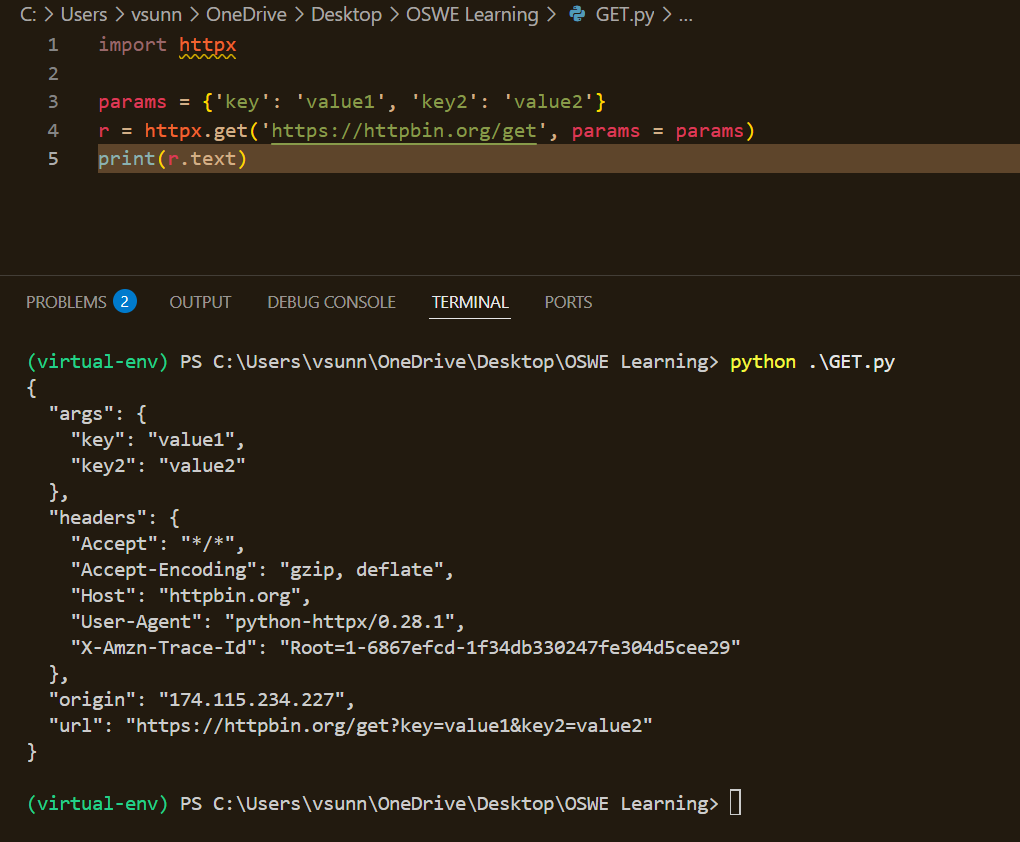 C: > Users > vsunn > OneDrive > Desktop > OSWE Learning > GET.py > ...
1 import httpx
2
3 params = {'key': 'value1', 'key2': 'value2'}
4 r = httpx.get('https://httpbin.org/get', params = params)
5 print(r.text)
PROBLEMS 2 OUTPUT DEBUG CONSOLE TERMINAL PORTS
(virtual-env) PS C:\Users\vsunn\OneDrive\Desktop\OSWE Learning> python .\GET.py
{
  "args": {
    "key": "value1",
    "key2": "value2"
  },
  "headers": {
    "Accept": "*/*",
    "Accept-Encoding": "gzip, deflate",
    "Host": "httpbin.org",
    "User-Agent": "python-httpx/0.28.1",
    "X-Amzn-Trace-Id": "Root=1-6867efcd-1f34db330247fe304d5cee29"
  },
  "origin": "174.115.234.227",
  "url": "https://httpbin.org/get?key=value1&key2=value2"
}
(virtual-env) PS C:\Users\vsunn\OneDrive\Desktop\OSWE Learning>